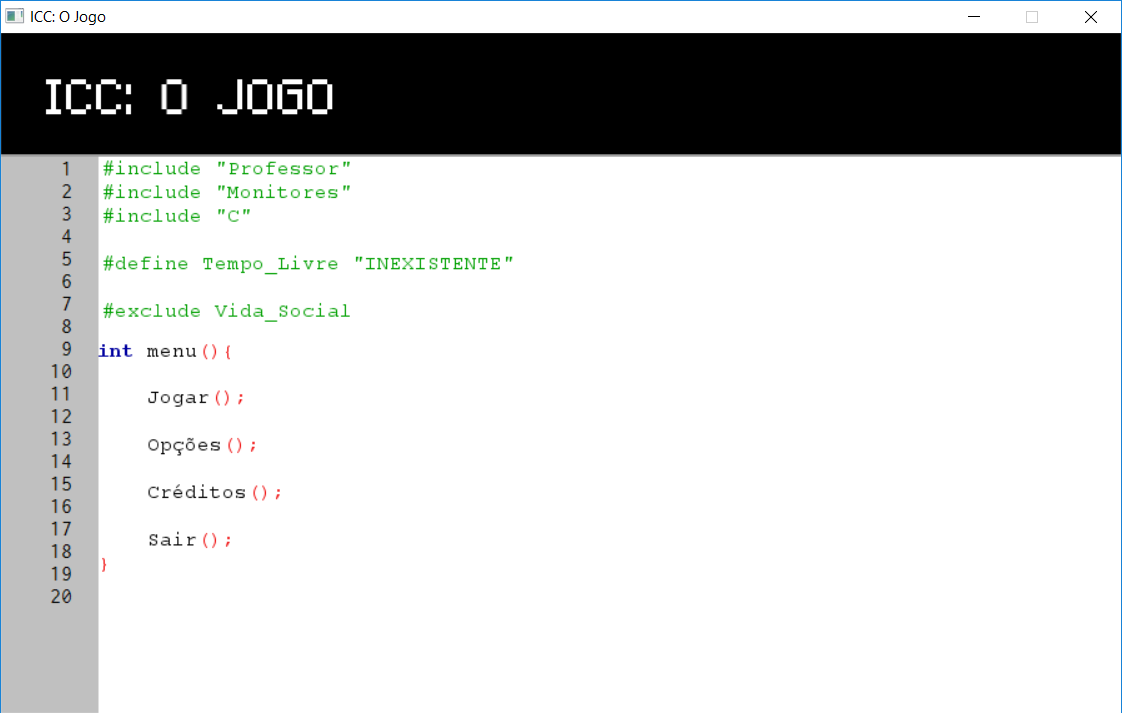 ICC: O Jogo
ICC: O JOGO
1 #include "Professor"
2 #include "Monitores"
3 #include "C"
4
5 #define Tempo_Livre "INEXISTENTE"
6
7 #exclude Vida_Social
8
9 int menu(){
10
11 Jogar();
12
13 Opções();
14
15 Créditos();
16
17 Sair();
18 }
19
20